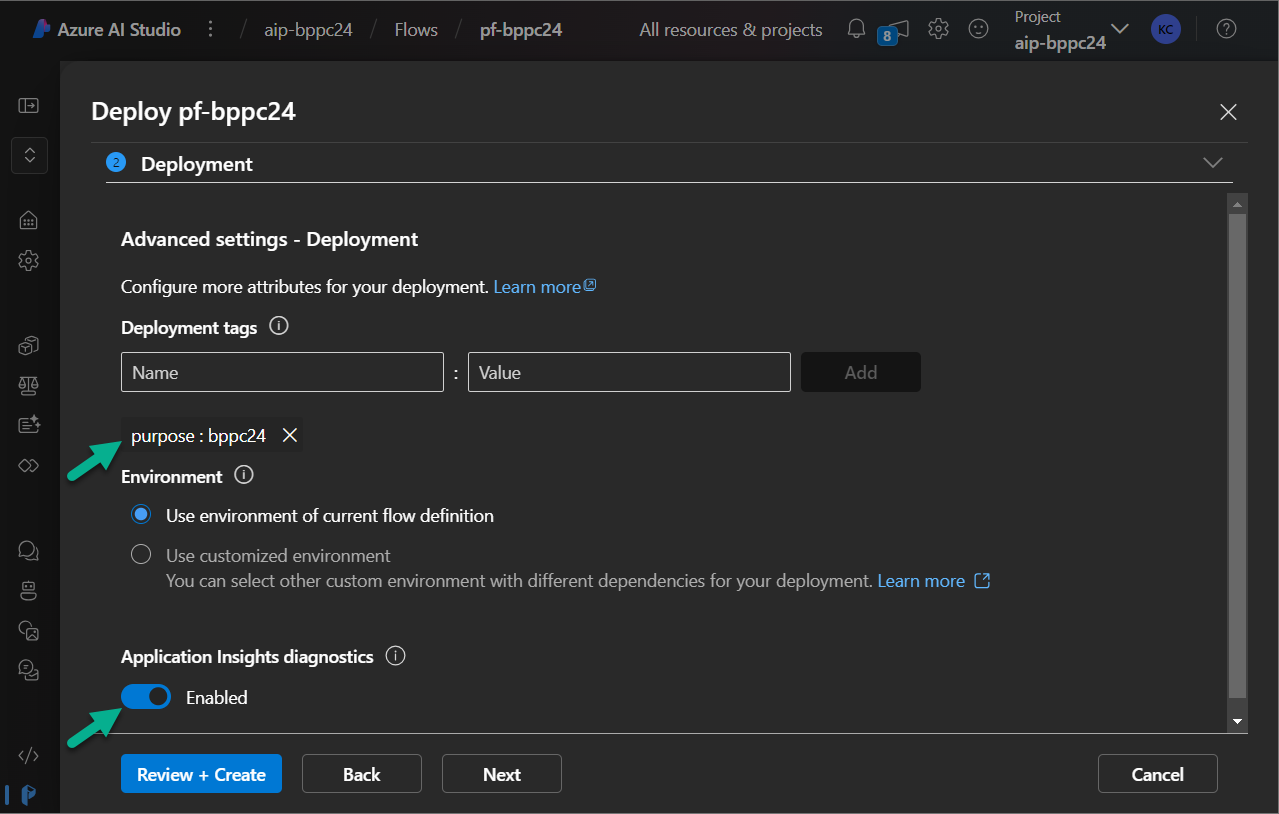 Azure AI Studio / aip-bppc24 / Flows / pf-bppc24 All resources & projects 8 Project KC
aip-bppc24
Deploy pf-bppc24
2 Deployment
Advanced settings - Deployment
Configure more attributes for your deployment. Learn more
Deployment tags
Name : Value Add
purpose : bppc24
Environment
Use environment of current flow definition
Use customized environment
You can select other custom environment with different dependencies for your deployment. Learn more
Application Insights diagnostics
Enabled
Review + Create Back Next Cancel